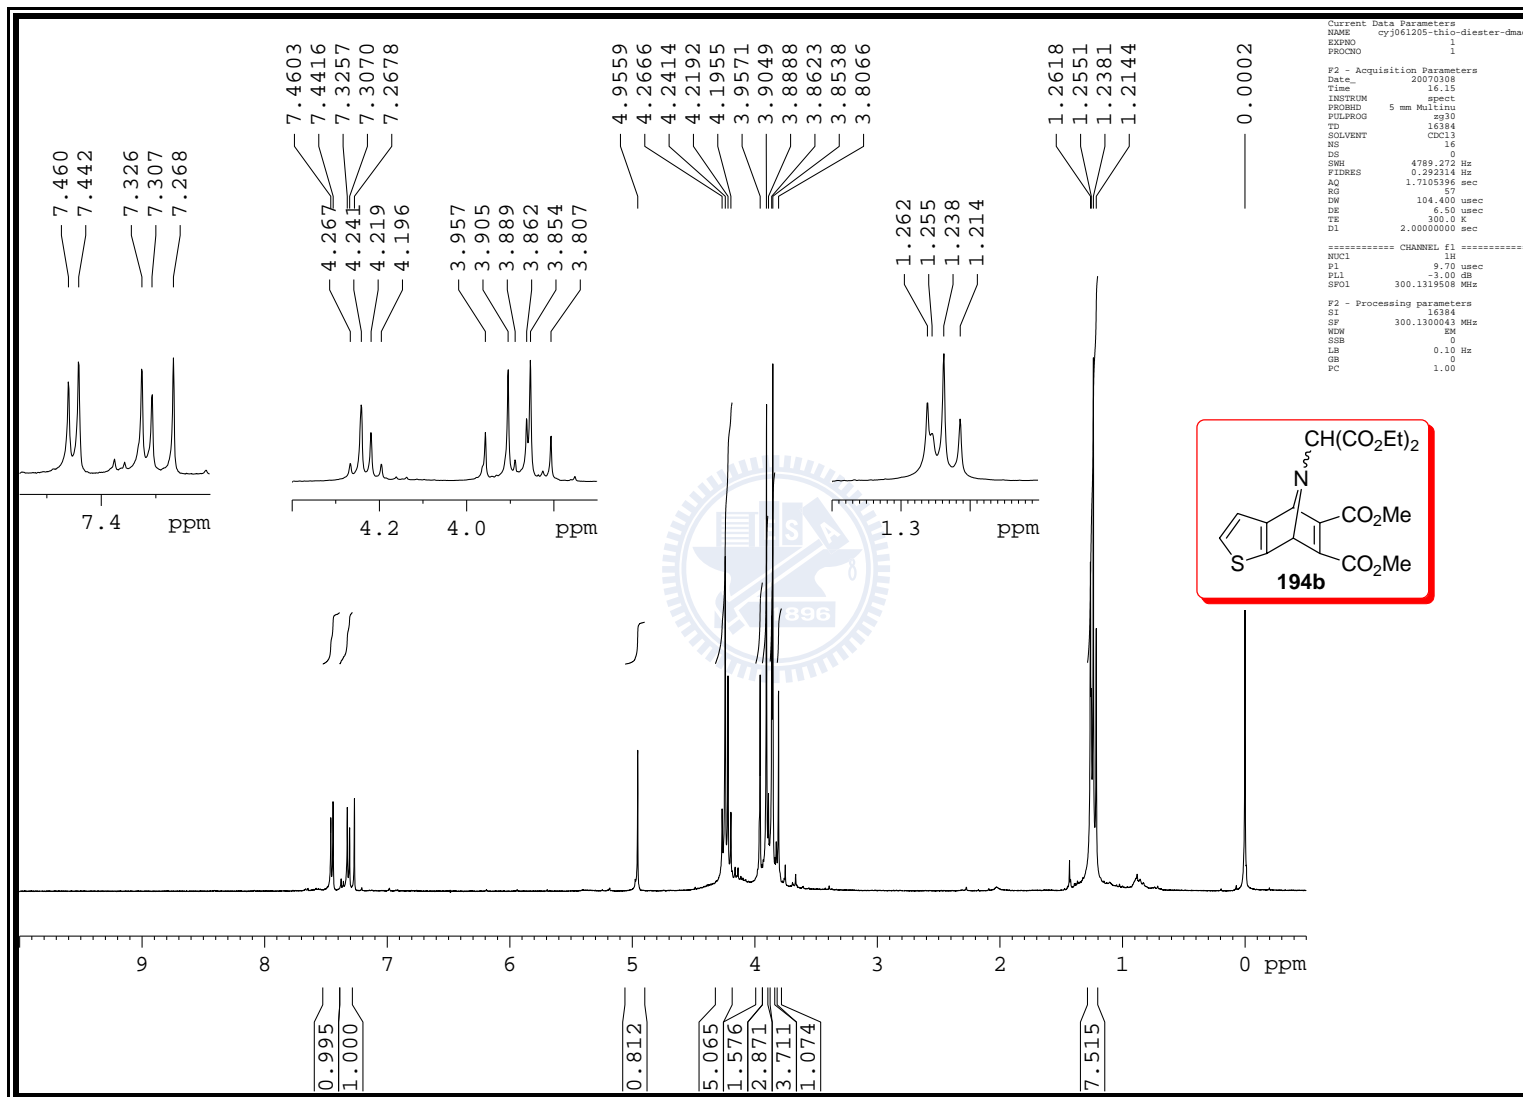 Current Data Parameters
NAME cyj061205-thio-diester-dma
EXPNO 1
PROCNO 1
F2 - Acquisition Parameters
Date_ 20070308
Time 16.15
INSTRUM spect
PROBHD 5 mm Multinu
PULPROG zg30
TD 16384
SOLVENT CDCl3
NS 16
DS 0
SWH 4789.272 Hz
FIDRES 0.292314 Hz
AQ 1.7105396 sec
RG 57
DW 104.400 usec
DE 6.50 usec
TE 300.0 K
D1 2.00000000 sec
============ CHANNEL f1 ===========
NUC1 1H
P1 9.70 usec
PL1 -3.00 dB
SFO1 300.1319508 MHz
F2 - Processing parameters
SI 16384
SF 300.1300043 MHz
WDW EM
SSB 0
LB 0.10 Hz
GB 0
PC 1.00
7.4603
7.4416
7.3257
7.3070
7.2678
4.9559
4.2666
4.2414
4.2192
4.1955
3.9571
3.9049
3.8888
3.8623
3.8538
3.8066
1.2618
1.2551
1.2381
1.2144
0.0002
7.460
7.442
7.326
7.307
7.268
4.267
4.241
4.219
4.196
3.957
3.905
3.889
3.862
3.854
3.807
1.262
1.255
1.238
1.214
7.4 ppm
4.2 4.0 ppm
1.3 ppm
CH(CO2Et)2
N
CO2Me
CO2Me
S
194b
ESA
1896
9 8 7 6 5 4 3 2 1 0 ppm
0.995
1.000
0.812
5.065
1.576
2.871
3.711
1.074
7.515